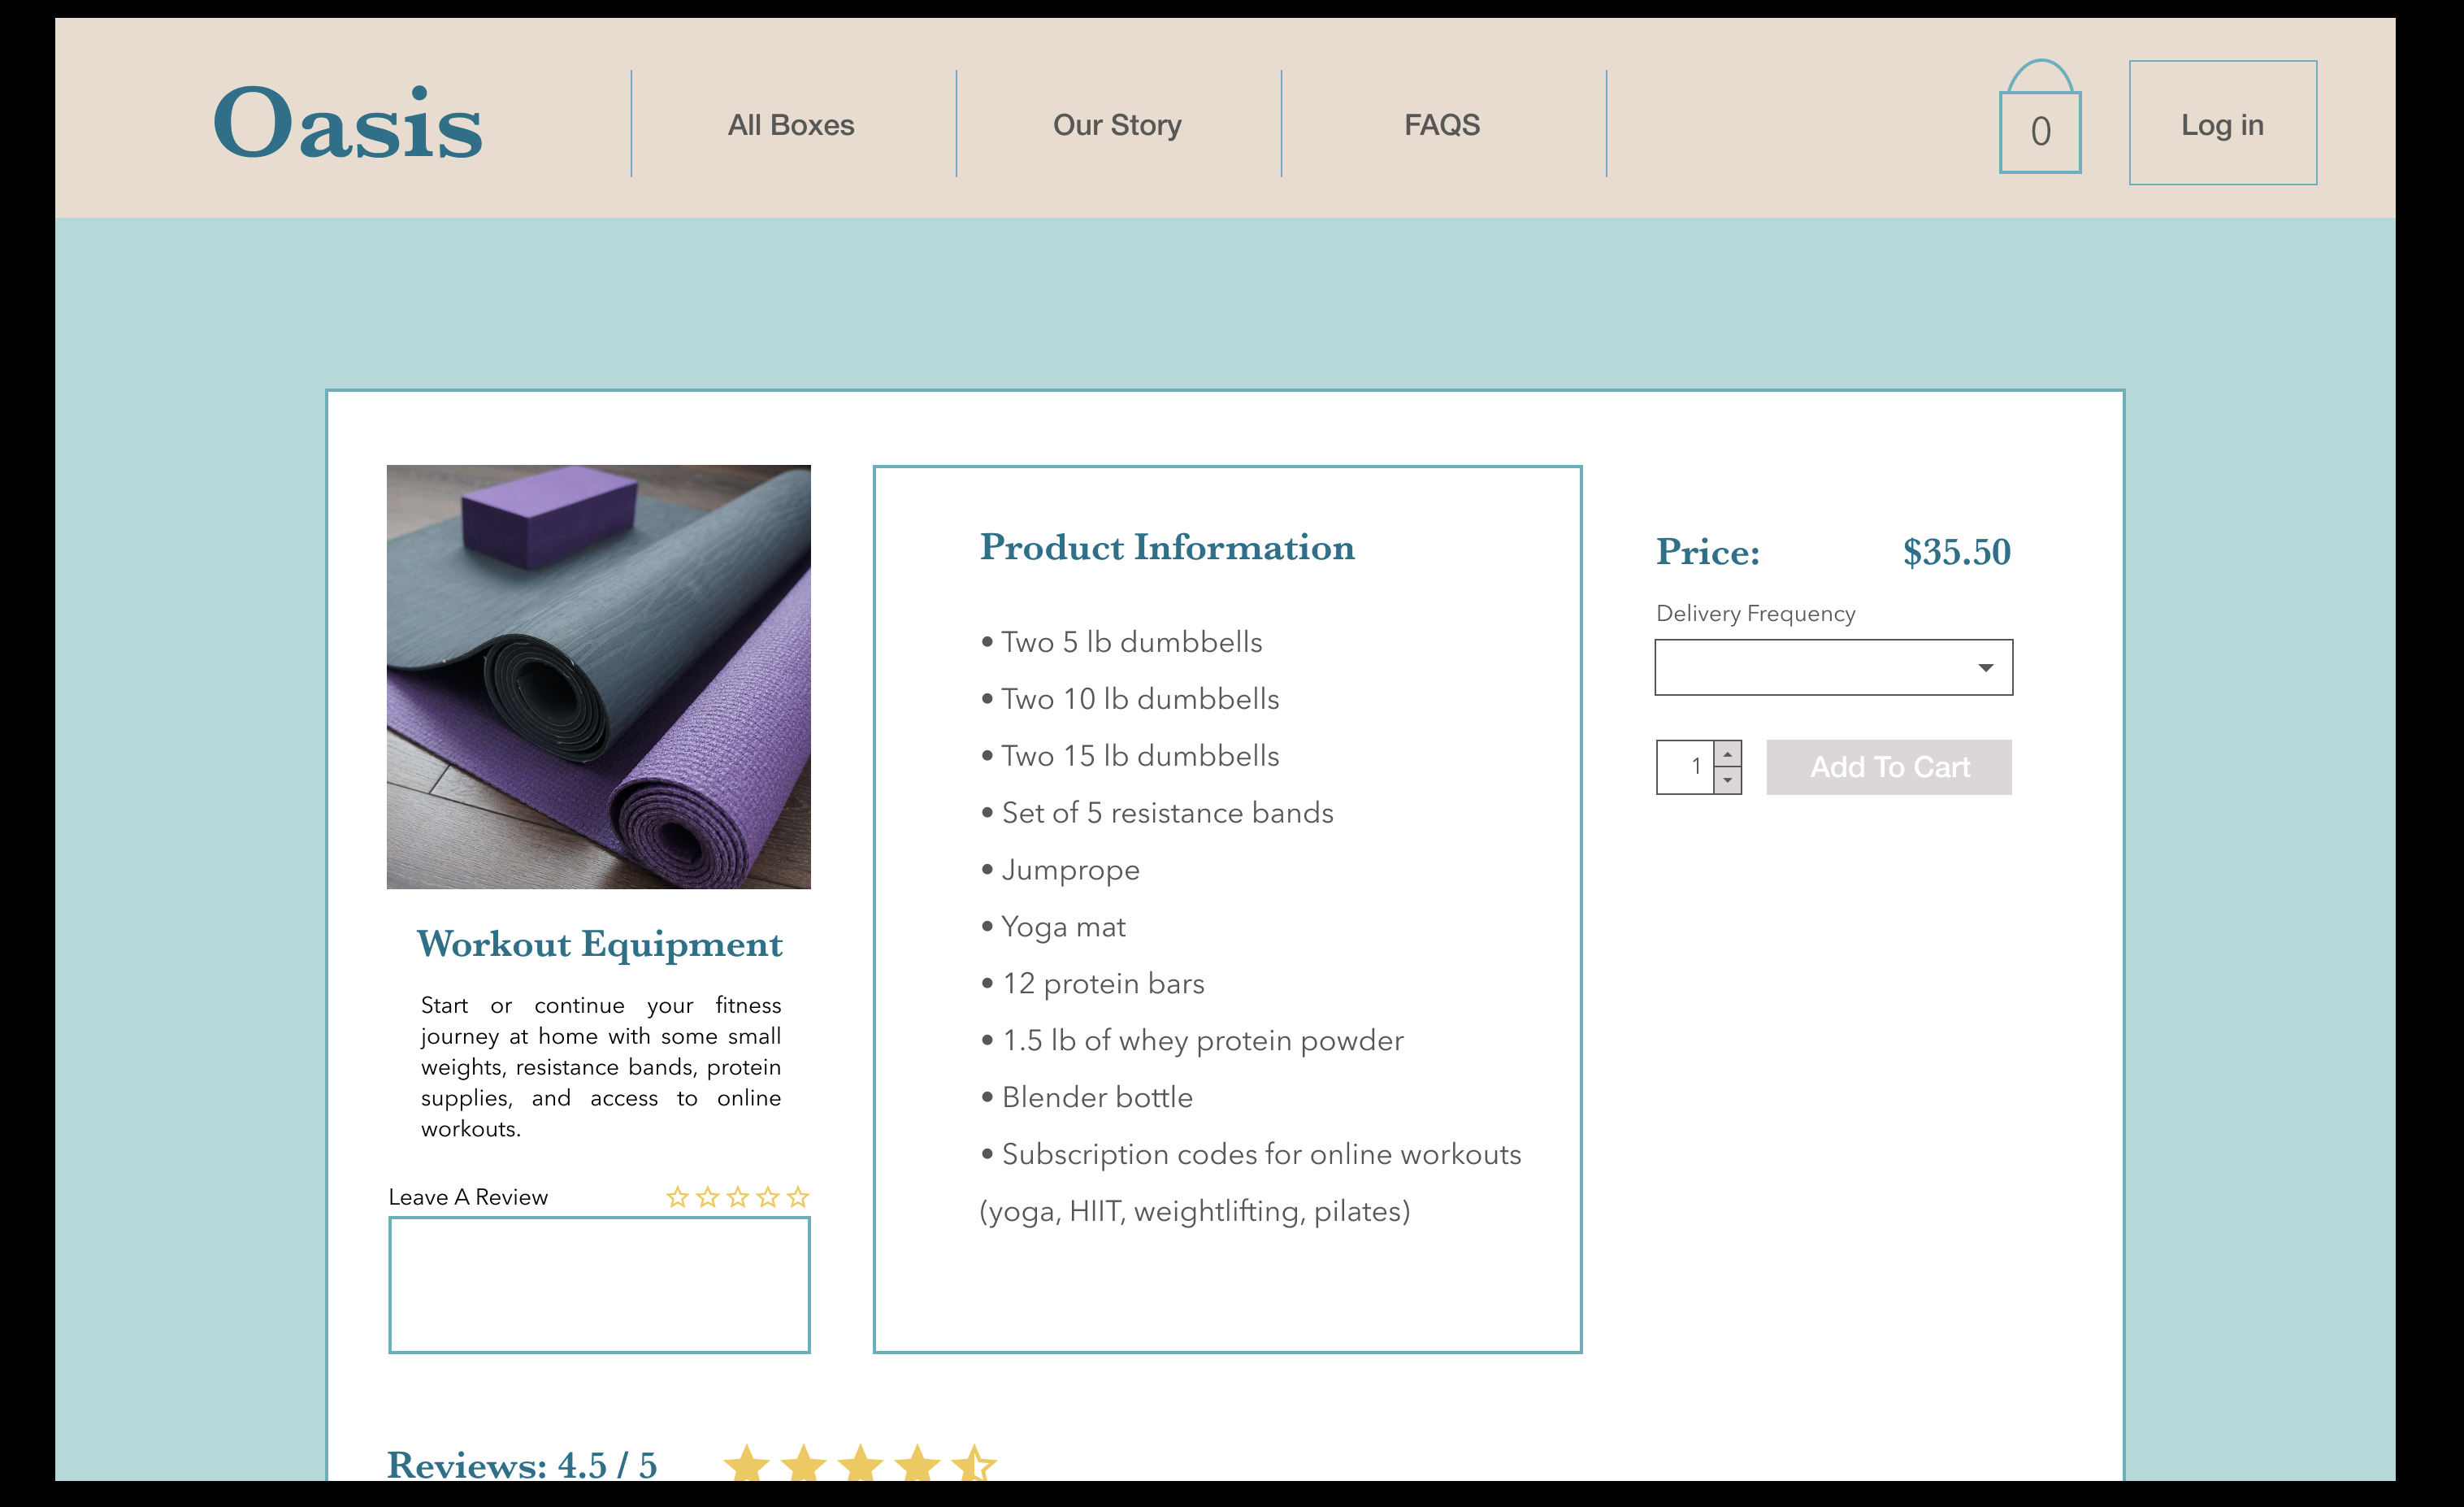 Oasis
All Boxes
Our Story
FAQS
0
Log in
Workout Equipment
Start or continue your fitness
journey at home with some small
weights, resistance bands, protein
supplies, and access to online
workouts.
Leave A Review
Product Information
• Two 5 lb dumbbells
• Two 10 lb dumbbells
• Two 15 lb dumbbells
• Set of 5 resistance bands
• Jumprope
• Yoga mat
• 12 protein bars
• 1.5 lb of whey protein powder
• Blender bottle
• Subscription codes for online workouts
(yoga, HIIT, weightlifting, pilates)
Price: $35.50
Delivery Frequency
1
Add To Cart
Reviews: 4.5 / 5